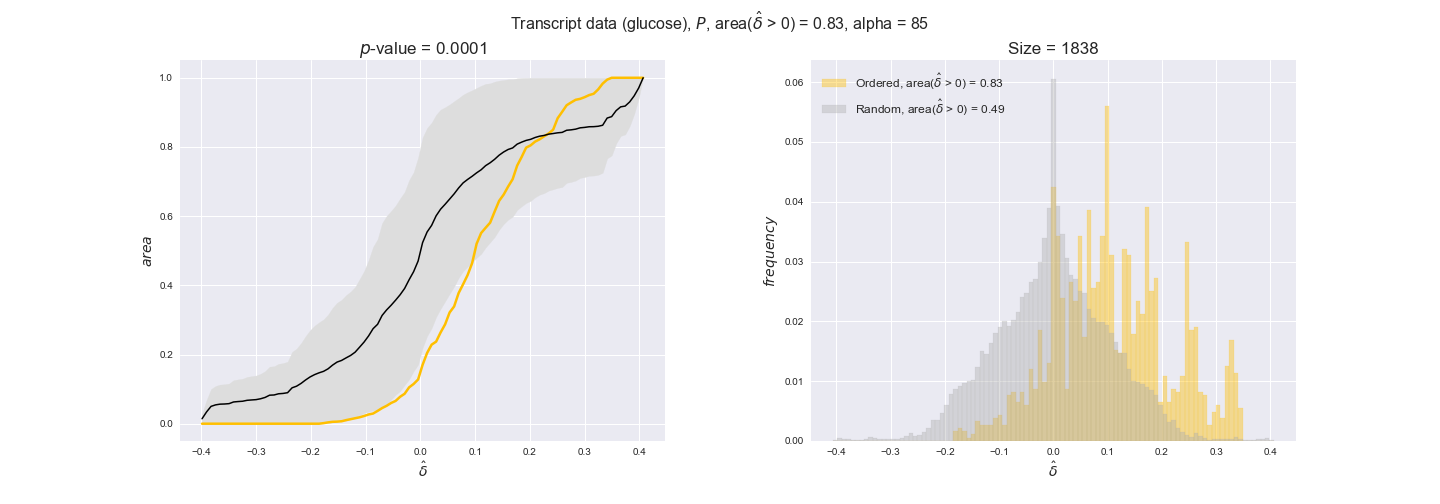 Transcript data (glucose), P, area(δ̂ > 0) = 0.83, alpha = 85
p-value = 0.0001
1.0
0.8
0.6
0.4
0.2
0.0
area
−0.4 −0.3 −0.2 −0.1 0.0 0.1 0.2 0.3 0.4
δ̂
Size = 1838
Ordered, area(δ̂ > 0) = 0.83
Random, area(δ̂ > 0) = 0.49
0.06
0.05
0.04
0.03
0.02
0.01
0.00
frequency
−0.4 −0.3 −0.2 −0.1 0.0 0.1 0.2 0.3 0.4
δ̂